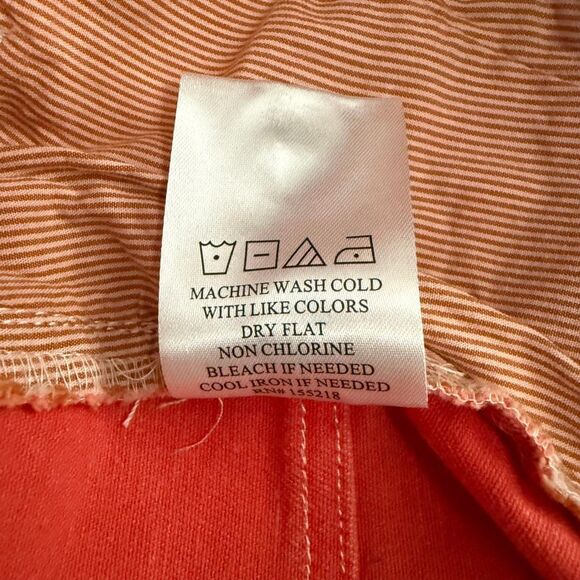 MACHINE WASH COLD
WITH LIKE COLORS
DRY FLAT
NON CHLORINE
BLEACH IF NEEDED
COOL IRON IF NEEDED
RN# 155218